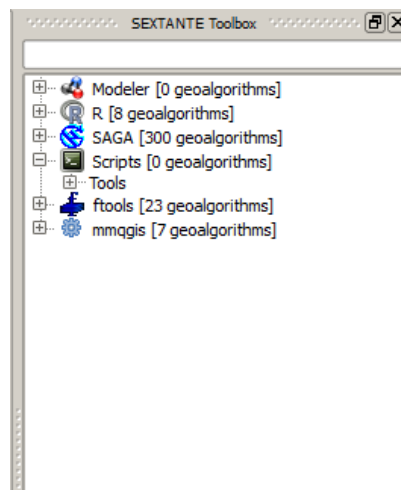 SEXTANTE Toolbox
Modeler [0 geoalgorithms]
R [8 geoalgorithms]
SAGA [300 geoalgorithms]
Scripts [0 geoalgorithms]
Tools
ftools [23 geoalgorithms]
mmqgis [7 geoalgorithms]